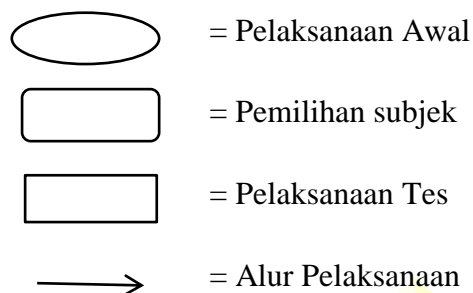 = Pelaksanaan Awal
= Pemilihan subjek
= Pelaksanaan Tes
= Alur Pelaksanaan